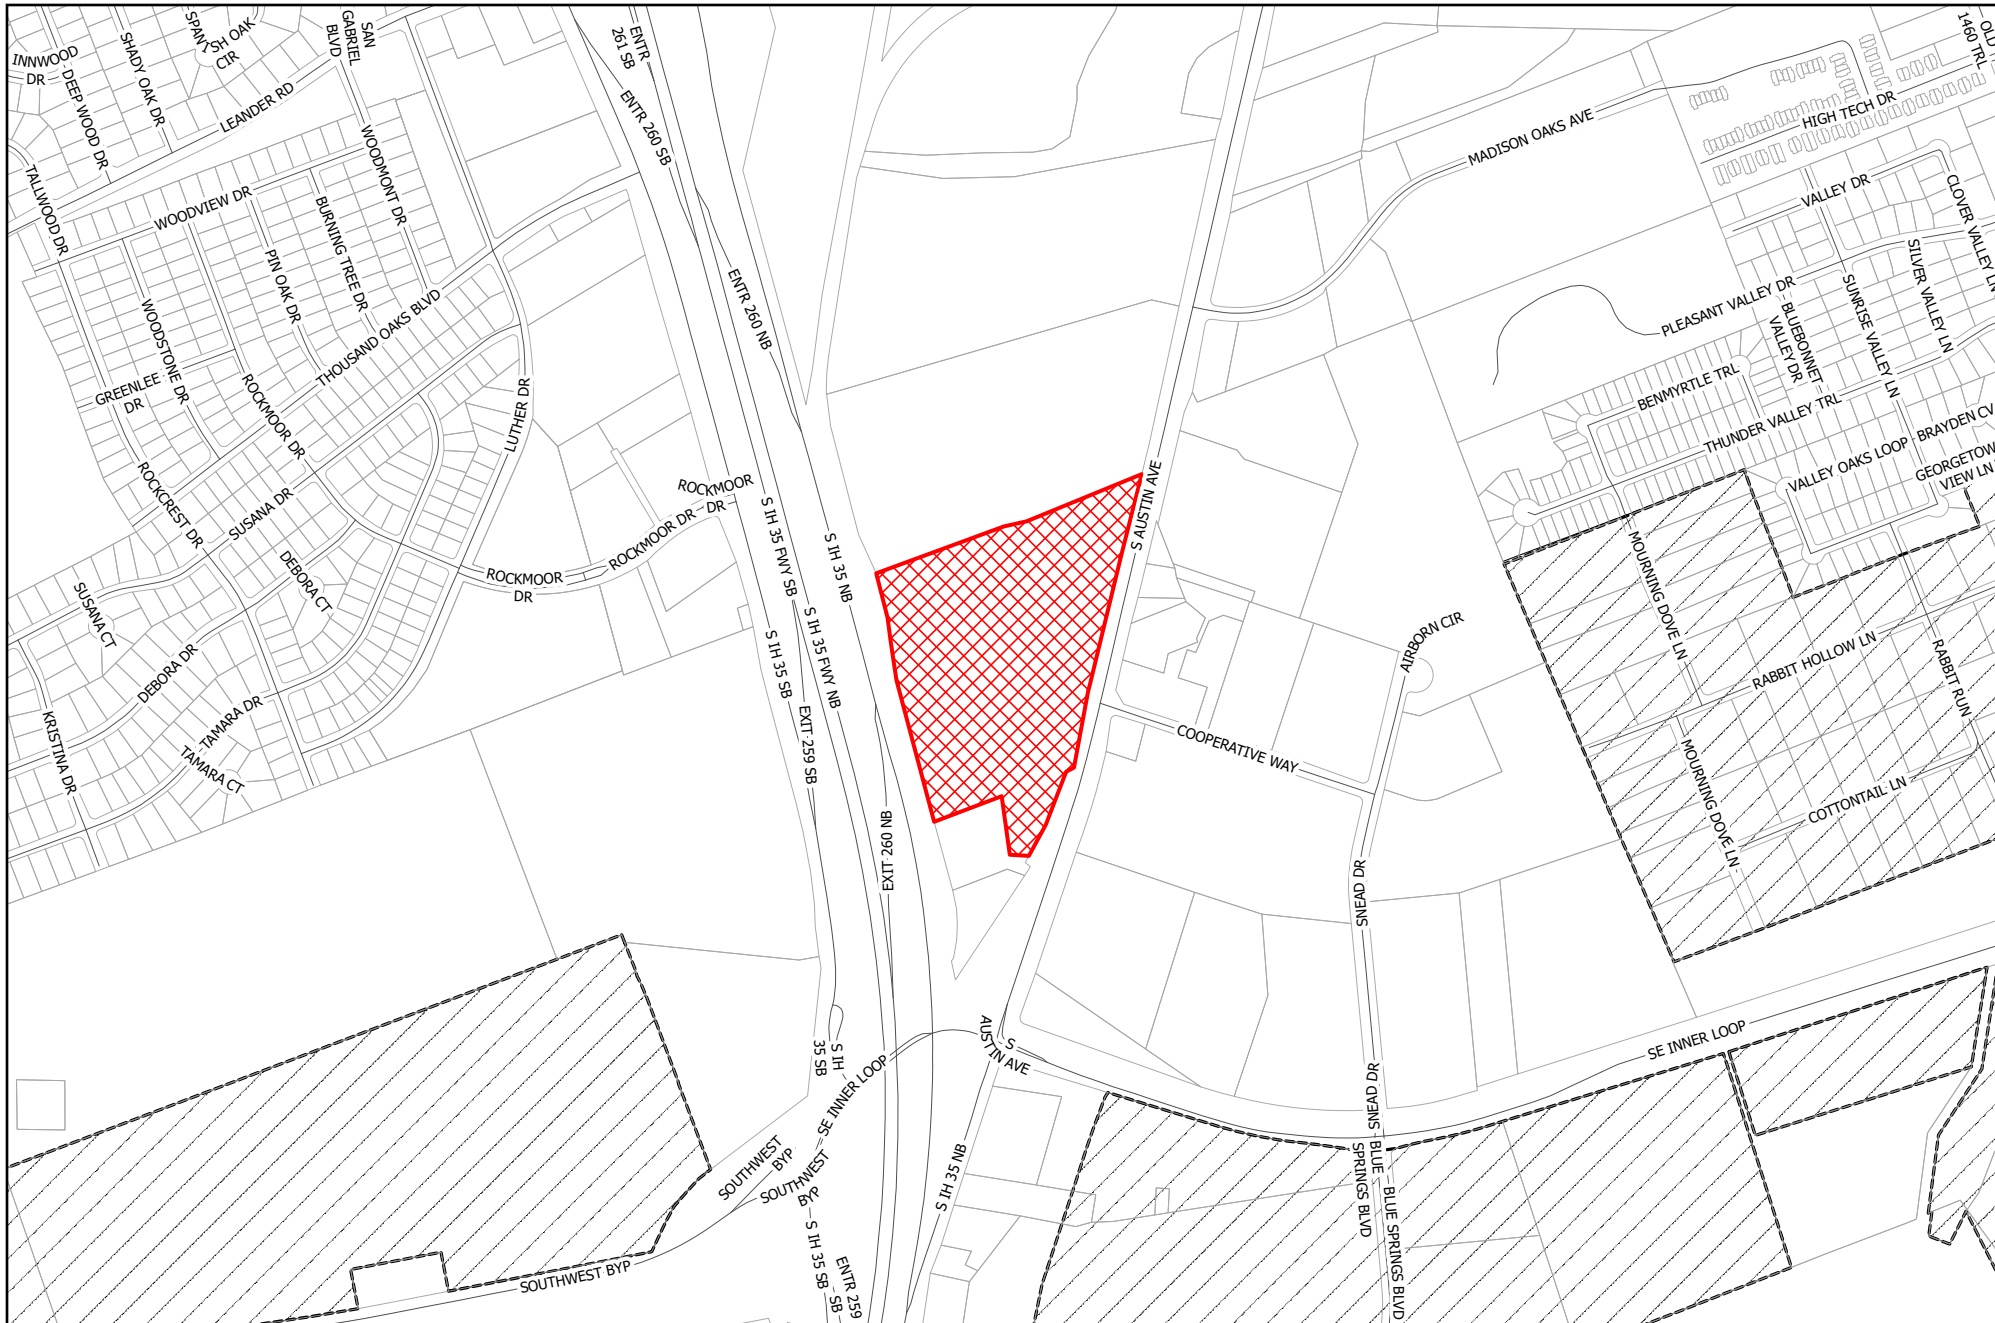 INNWOOD
DR
DEEP WOOD DR
SHADY OAK DR
SPANISH OAK
CIR
SAN
GABRIEL
BLVD
LEANDER RD
TALLWOOD DR
WOODVIEW DR
WOODMONT DR
BURNING TREE DR
PIN OAK DR
WOODSTONE DR
THOUSAND OAKS BLVD
GREENLEE
DR
ROCKMOOR DR
LUTHER DR
ROCKCREST DR
SUSANA DR
DEBORA CT
SUSANA CT
DEBORA DR
TAMARA DR
TAMARA CT
KRISTINA DR
ROCKMOOR
DR
ROCKMOOR DR
ROCKMOOR
DR
ENTR
261 SB
ENTR 260 SB
ENTR 260 NB
S IH 35 FWY SB
S IH 35 NB
S IH 35 SB
S IH 35 FWY NB
EXIT 259 SB
EXIT 260 NB
S AUSTIN AVE
MADISON OAKS AVE
HIGH TECH DR
OLD
1460 TRL
VALLEY DR
CLOVER VALLEY LN
SILVER VALLEY LN
SUNRISE VALLEY LN
PLEASANT VALLEY DR
BLUEBONNET
VALLEY DR
BENMYRTLE TRL
THUNDER VALLEY TRL
VALLEY OAKS LOOP
BRAYDEN CV
GEORGETOW
VIEW LN
MOURNING DOVE LN
RABBIT HOLLOW LN
RABBIT RUN
MOURNING DOVE LN
COTTONTAIL LN
AIRBORN CIR
COOPERATIVE WAY
SNEAD DR
SE INNER LOOP
S
AUSTIN AVE
S IH
35 SB
SE INNER LOOP
SOUTHWEST
BYP
SOUTHWEST
BYP
SOUTHWEST BYP
S IH 35 NB
S IH 35 SB
SB
ENTR 259
SNEAD DR
BLUE
SPRINGS BLVD
BLUE SPRINGS BLVD